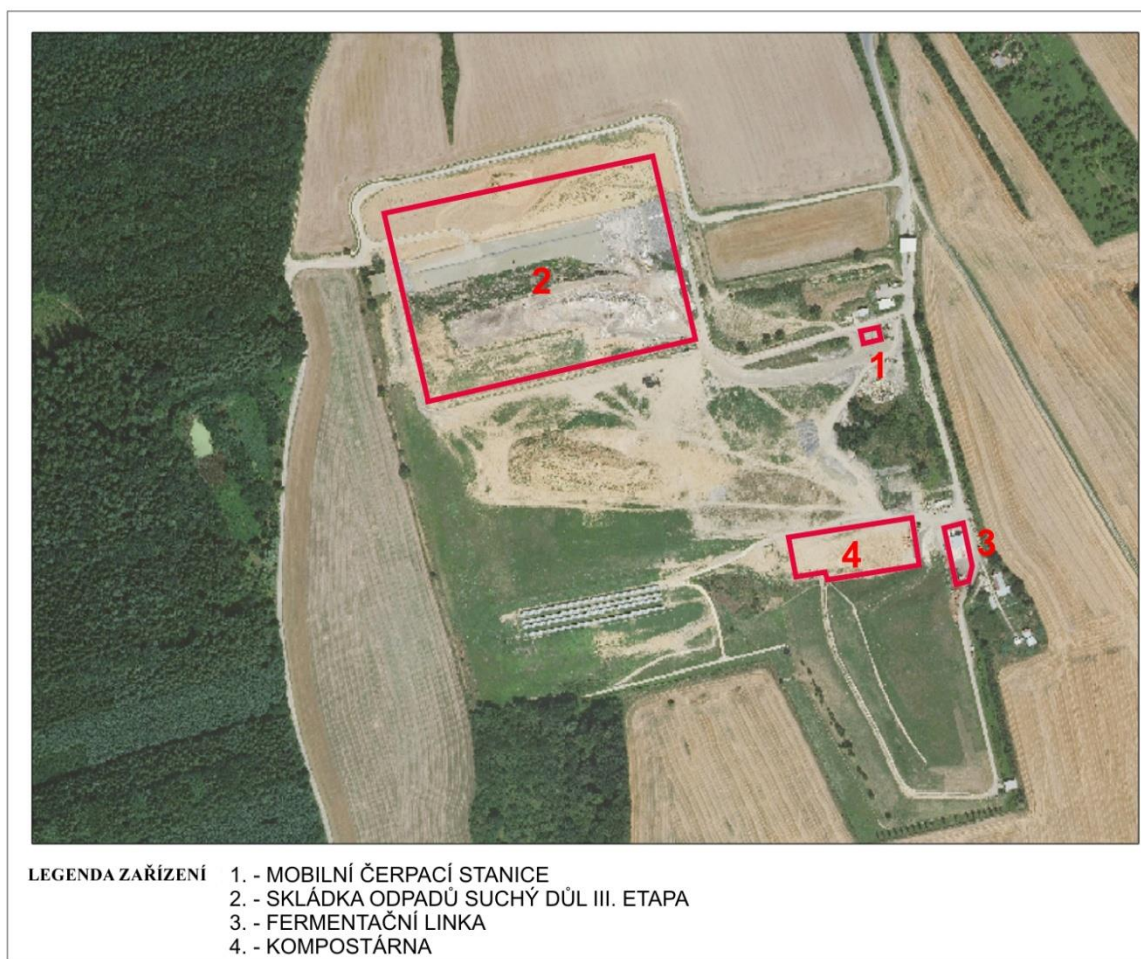 2
1
4
3
LEGENDA ZAŘÍZENÍ 1. - MOBILNÍ ČERPACÍ STANICE
2. - SKLÁDKA ODPADŮ SUCHÝ DŮL III. ETAPA
3. - FERMENTAČNÍ LINKA
4. - KOMPOSTÁRNA